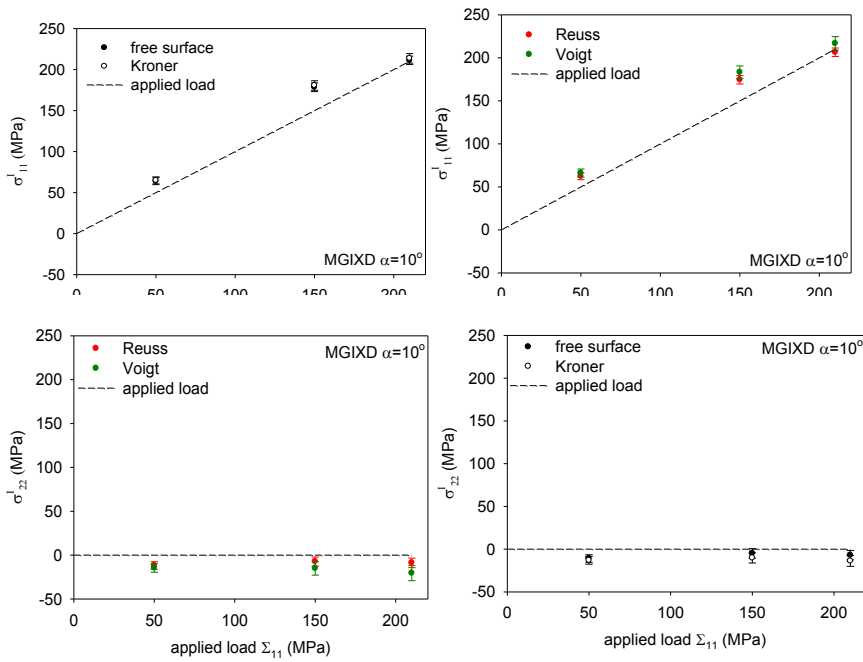 250
200
150
100
50
0
-50
σ^I_11 (MPa)
free surface
Kroner
applied load
MGIXD α=10°
0 50 100 150 200
250
200
150
100
50
0
-50
σ^I_11 (MPa)
Reuss
Voigt
applied load
MGIXD α=10°
0 50 100 150 200
250
200
150
100
50
0
-50
σ^I_22 (MPa)
Reuss
Voigt
applied load
MGIXD α=10°
0 50 100 150 200
applied load Σ11 (MPa)
250
200
150
100
50
0
-50
σ^I_22 (MPa)
free surface
Kroner
applied load
MGIXD α=10°
0 50 100 150 200
applied load Σ11 (MPa)